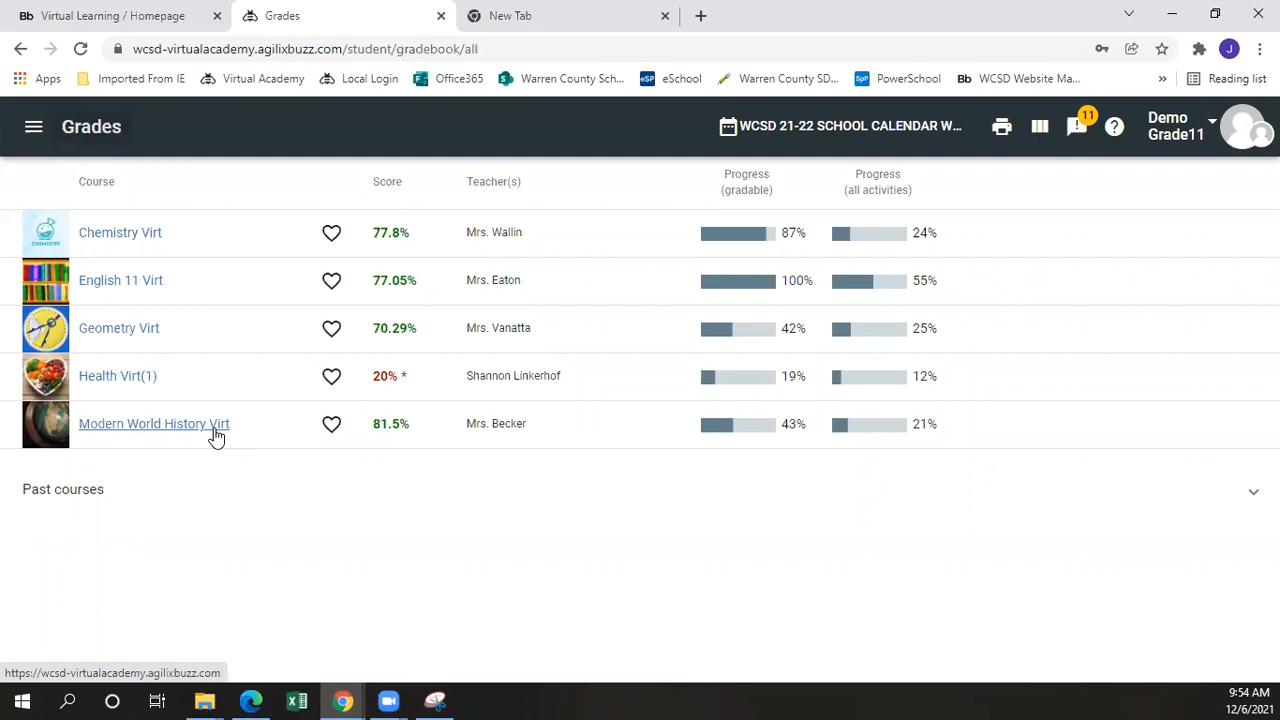 Bb Virtual Learning / Homepage
Grades
New Tab
wcsd-virtualacademy.agilixbuzz.com/student/gradebook/all
J
Apps
Imported From IE
Virtual Academy
Local Login
Office365
Warren County Sch...
eSP eSchool
Warren County SD...
SpP PowerSchool
Bb WCSD Website Ma...
»
Reading list
Grades
WCSD 21-22 SCHOOL CALENDAR W...
11
Demo
Grade11
Course Score Teacher(s) Progress (gradable) Progress (all activities)
CHEMISTRY
Chemistry Virt 77.8% Mrs. Wallin 87% 24%
English 11 Virt 77.05% Mrs. Eaton 100% 55%
Geometry Virt 70.29% Mrs. Vanatta 42% 25%
Health Virt(1) 20% * Shannon Linkerhof 19% 12%
Modern World History Virt 81.5% Mrs. Becker 43% 21%
Past courses
https://wcsd-virtualacademy.agilixbuzz.com
9:54 AM
12/6/2021